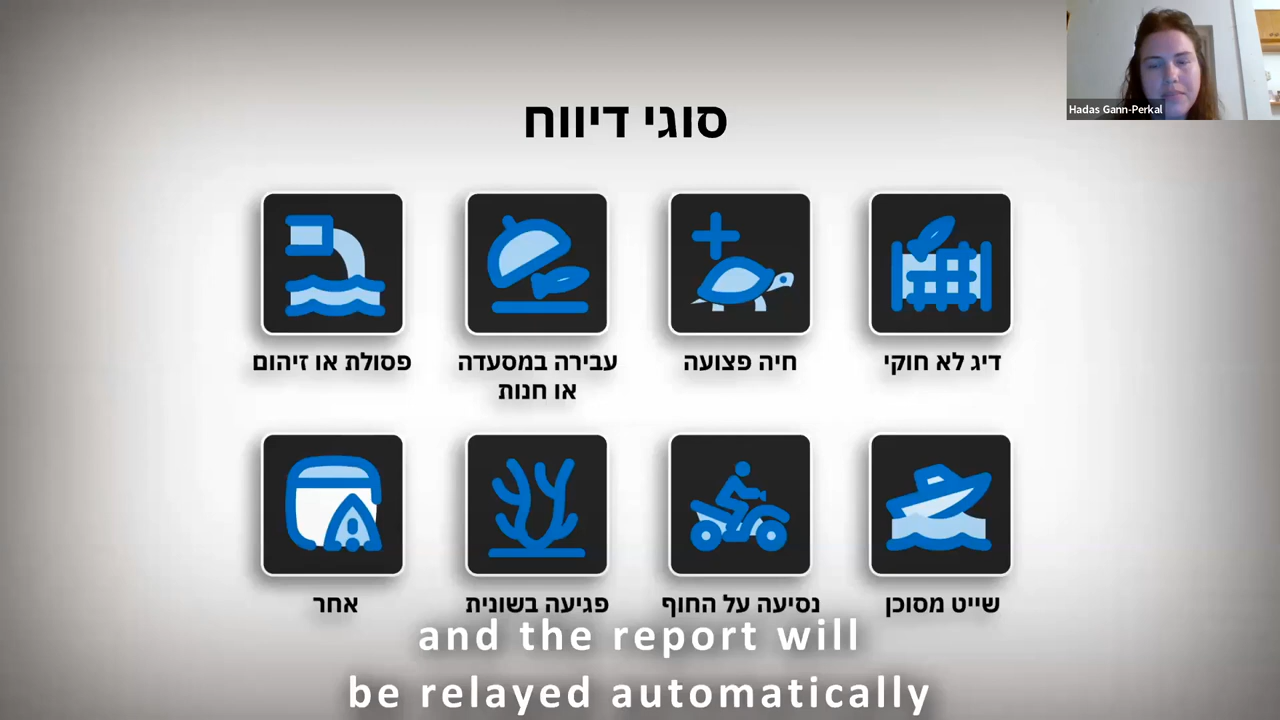 Hadas Gann-Perkal
סוגי דיווח
דיג לא חוקי
חיה פצועה
עבירה במסעדה
או חנות
פסולת או זיהום
שייט מסוכן
נסיעה על החוף
פגיעה בשונית
אחר
and the report will
be relayed automatically